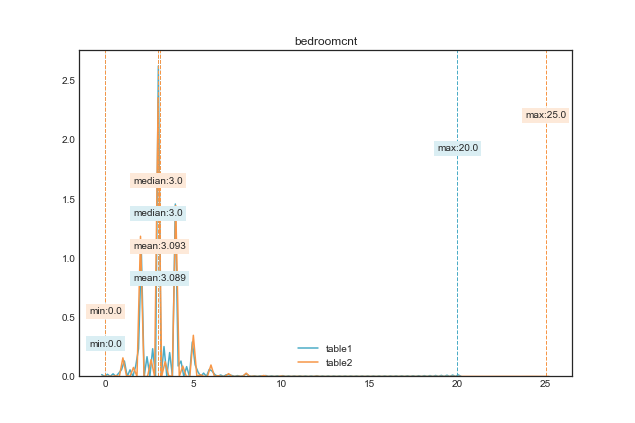 bedroomcnt
2.5
2.0
1.5
1.0
0.5
0.0
max:25.0
max:20.0
median:3.0
median:3.0
mean:3.093
mean:3.089
min:0.0
min:0.0
table1
table2
0 5 10 15 20 25